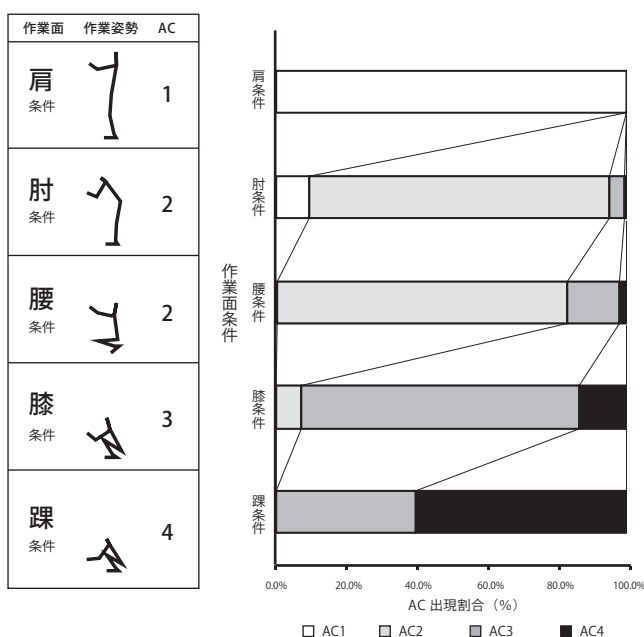 作業面 作業姿勢 AC
肩
条件
1
肘
条件
2
腰
条件
2
膝
条件
3
踝
条件
4
作業面条件
肩条件
肘条件
腰条件
膝条件
踝条件
0.0% 20.0% 40.0% 60.0% 80.0% 100.0%
AC 出現割合（%）
AC1 AC2 AC3 AC4